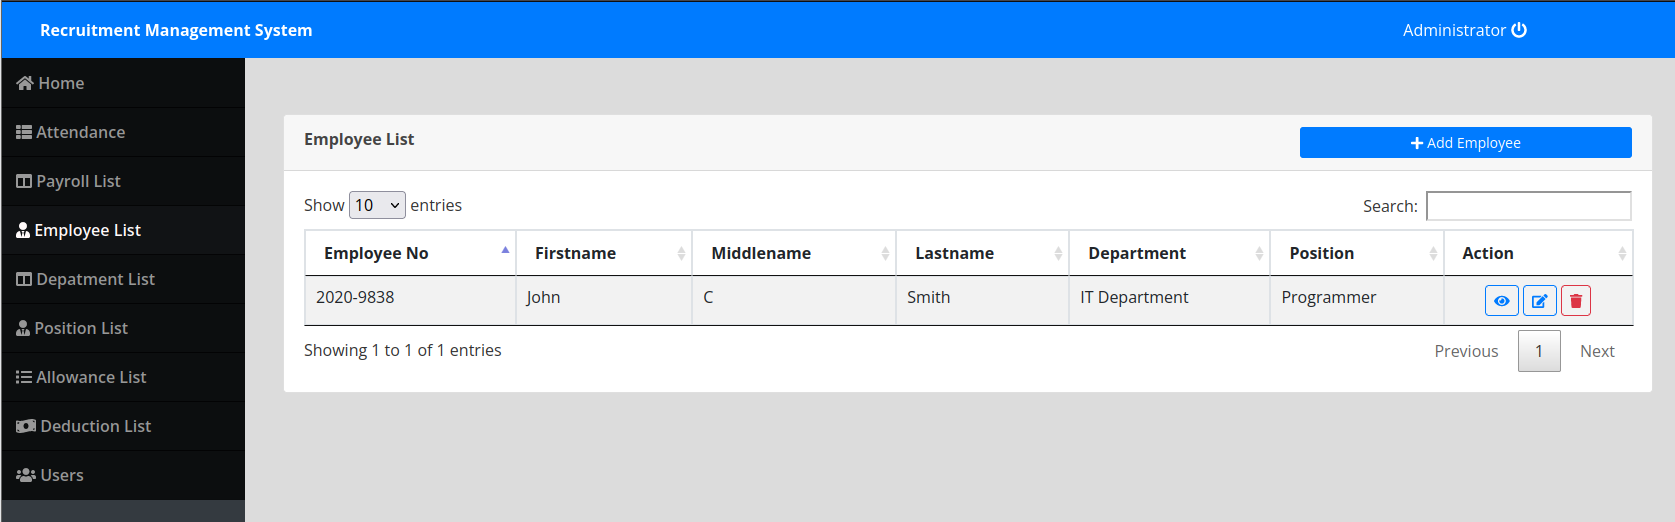 Recruitment Management System Administrator
Home
Attendance
Payroll List
Employee List
Depatment List
Position List
Allowance List
Deduction List
Users
Employee List + Add Employee
Show 10 entries Search:
Employee No Firstname Middlename Lastname Department Position Action
2020-9838 John C Smith IT Department Programmer
Showing 1 to 1 of 1 entries Previous 1 Next